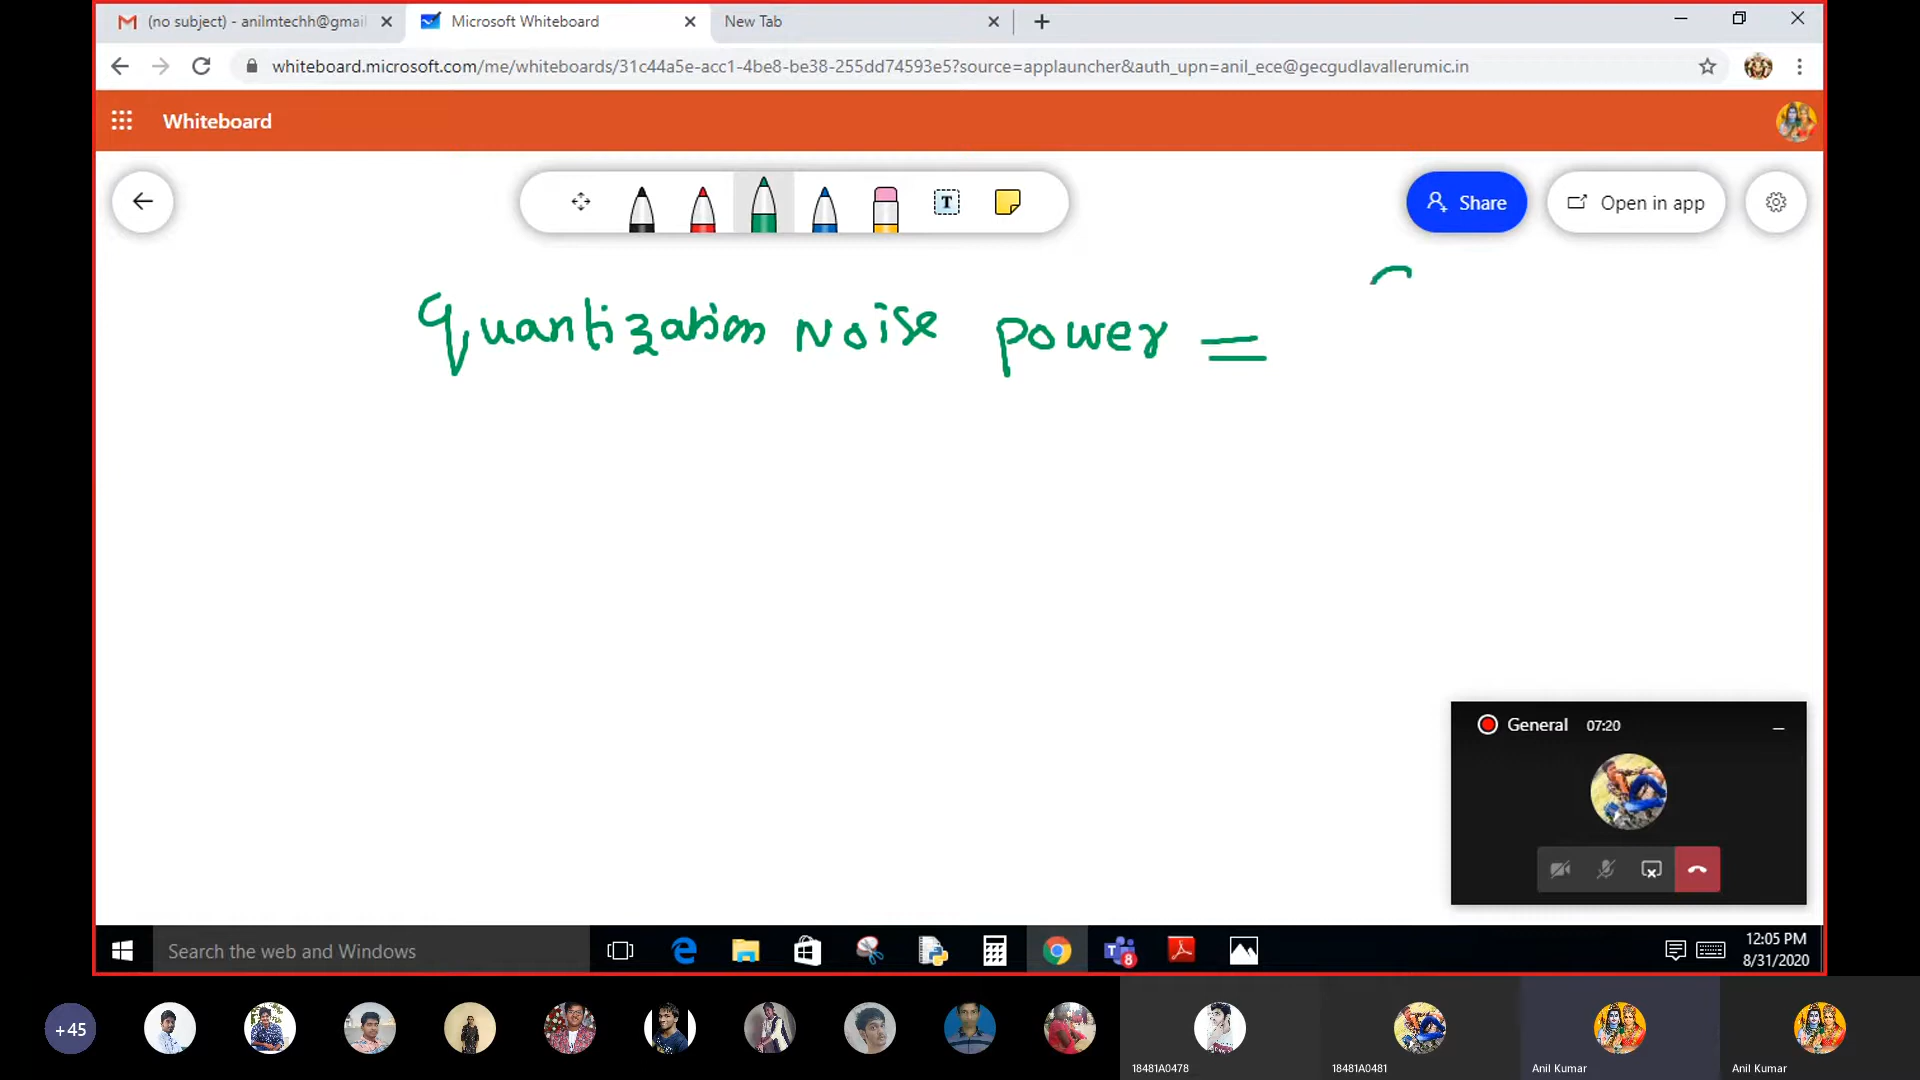 (no subject) - anilmtechh@gmail
Microsoft Whiteboard
New Tab
whiteboard.microsoft.com/me/whiteboards/31c44a5e-acc1-4be8-be38-255dd74593e5?source=applauncher&auth_upn=anil_ece@gecgudlavallerumic.in
Whiteboard
T
Share
Open in app
Quantization Noise power =
General 07:20
Search the web and Windows
8
12:05 PM
8/31/2020
+45
18481A0478
18481A0481
Anil Kumar
Anil Kumar